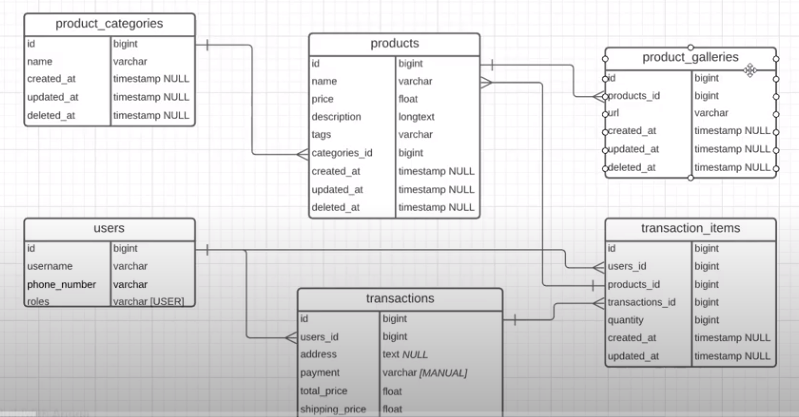 product_categories
id bigint
name varchar
created_at timestamp NULL
updated_at timestamp NULL
deleted_at timestamp NULL
products
id bigint
name varchar
price float
description longtext
tags varchar
categories_id bigint
created_at timestamp NULL
updated_at timestamp NULL
deleted_at timestamp NULL
product_galleries
id bigint
products_id bigint
url varchar
created_at timestamp NULL
updated_at timestamp NULL
deleted_at timestamp NULL
users
id bigint
username varchar
phone_number varchar
roles varchar [USER]
transactions
id bigint
users_id bigint
address text NULL
payment varchar [MANUAL]
total_price float
shipping_price float
transaction_items
id bigint
users_id bigint
products_id bigint
transactions_id bigint
quantity bigint
created_at timestamp NULL
updated_at timestamp NULL